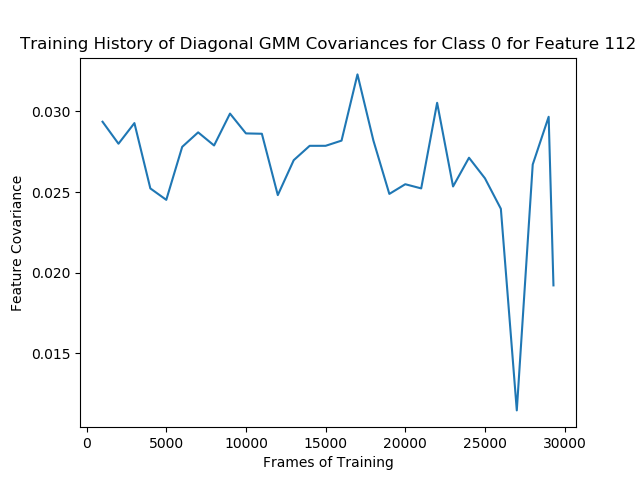 Training History of Diagonal GMM Covariances for Class 0 for Feature 112
Feature Covariance
0.030
0.025
0.020
0.015
0 5000 10000 15000 20000 25000 30000
Frames of Training